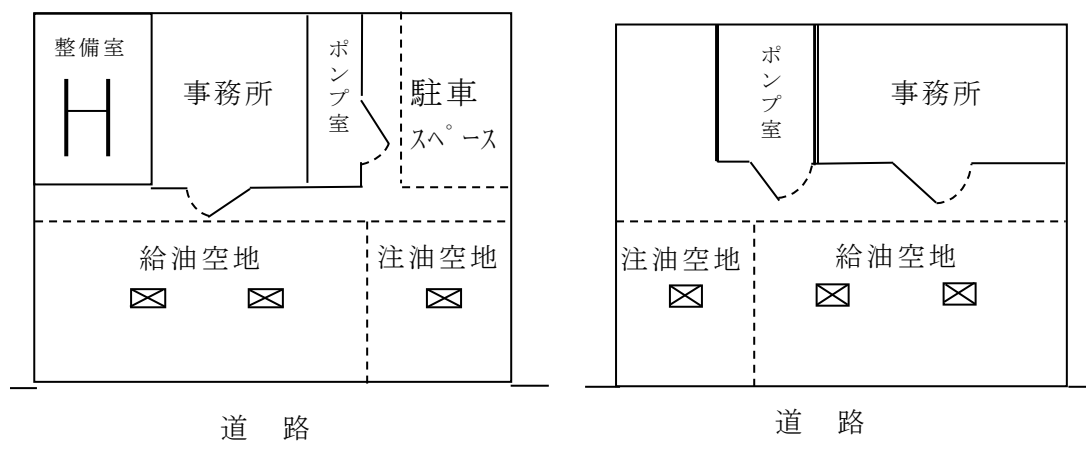 整備室
事務所
ポンプ室
駐車
スペース
給油空地
注油空地
道 路
ポンプ室
事務所
注油空地
給油空地
道 路